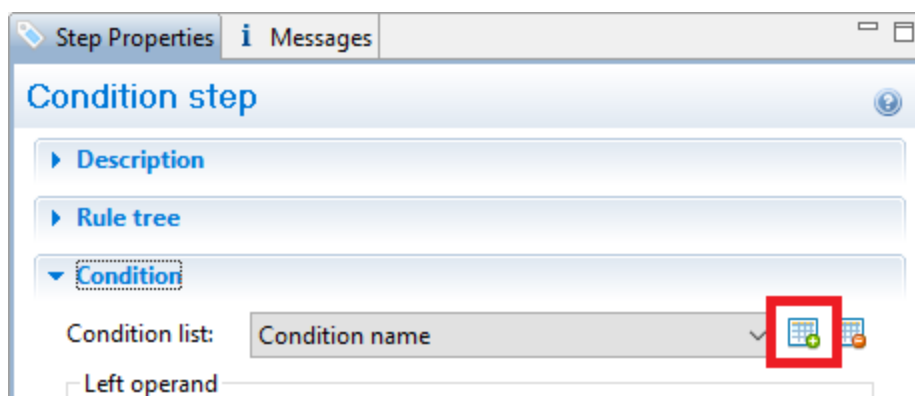 Step Properties i Messages
Condition step
Description
Rule tree
Condition
Condition list: Condition name
Left operand